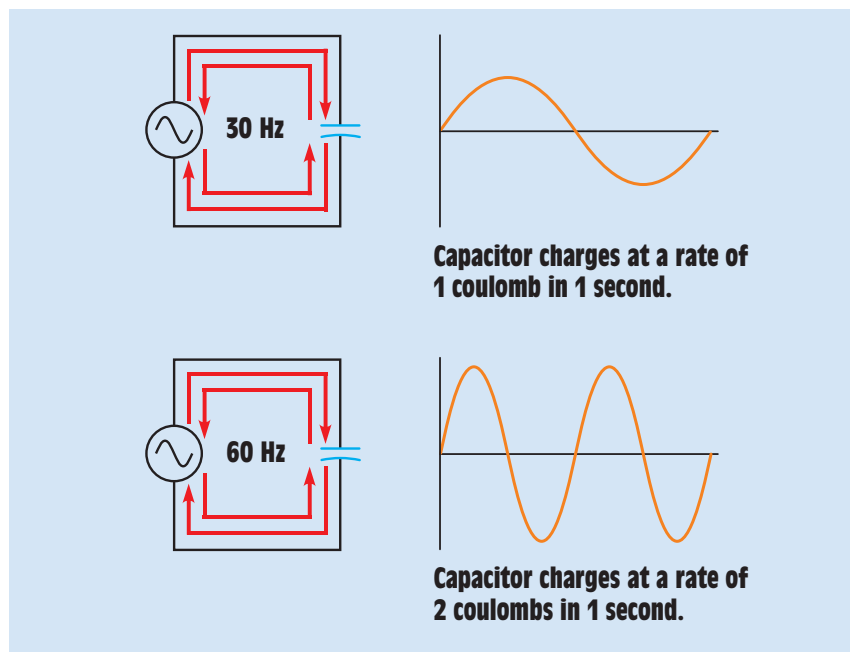 30 Hz
Capacitor charges at a rate of
1 coulomb in 1 second.
60 Hz
Capacitor charges at a rate of
2 coulombs in 1 second.